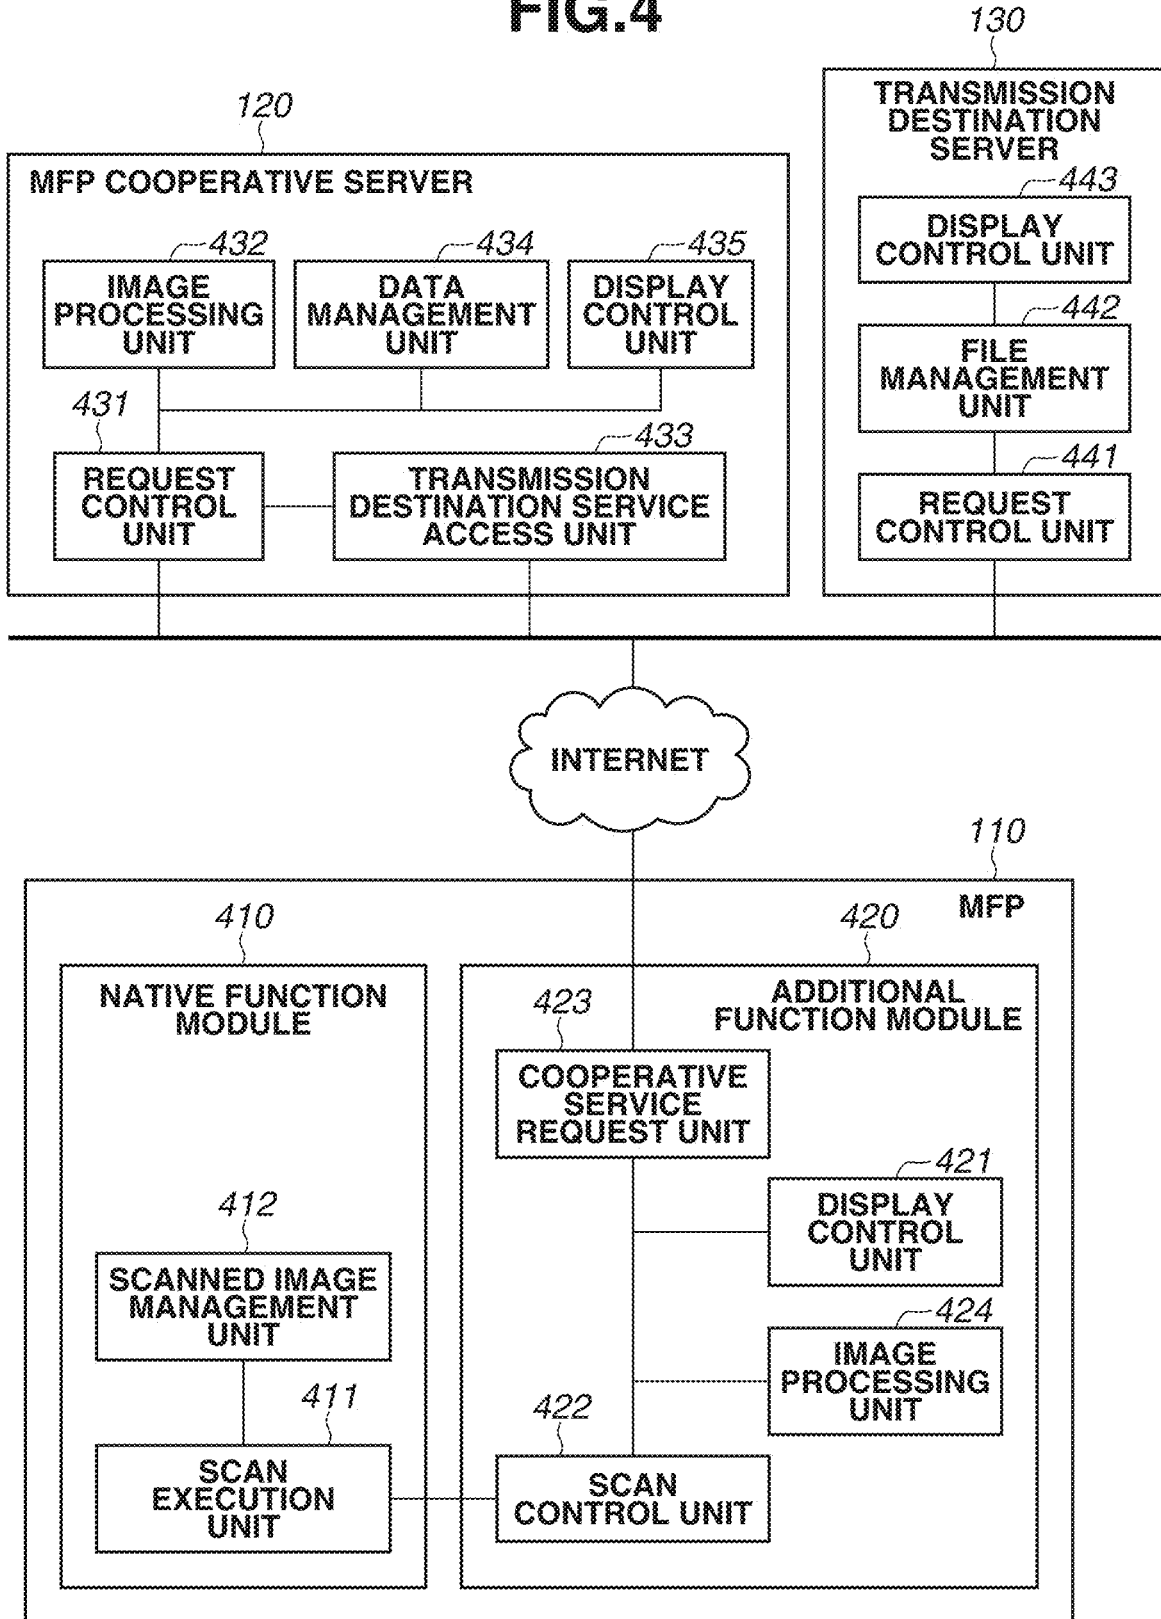 FIG.4
130
TRANSMISSION
DESTINATION
SERVER
443
DISPLAY
CONTROL UNIT
442
FILE
MANAGEMENT
UNIT
441
REQUEST
CONTROL UNIT
120
MFP COOPERATIVE SERVER
432
IMAGE
PROCESSING
UNIT
434
DATA
MANAGEMENT
UNIT
435
DISPLAY
CONTROL
UNIT
431
REQUEST
CONTROL
UNIT
433
TRANSMISSION
DESTINATION SERVICE
ACCESS UNIT
INTERNET
110
MFP
410
NATIVE FUNCTION
MODULE
412
SCANNED IMAGE
MANAGEMENT
UNIT
411
SCAN
EXECUTION
UNIT
420
ADDITIONAL
FUNCTION MODULE
423
COOPERATIVE
SERVICE
REQUEST UNIT
421
DISPLAY
CONTROL
UNIT
424
IMAGE
PROCESSING
UNIT
422
SCAN
CONTROL UNIT